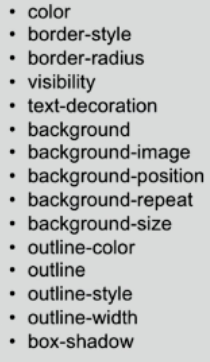 • color
• border-style
• border-radius
• visibility
• text-decoration
• background
• background-image
• background-position
• background-repeat
• background-size
• outline-color
• outline
• outline-style
• outline-width
• box-shadow